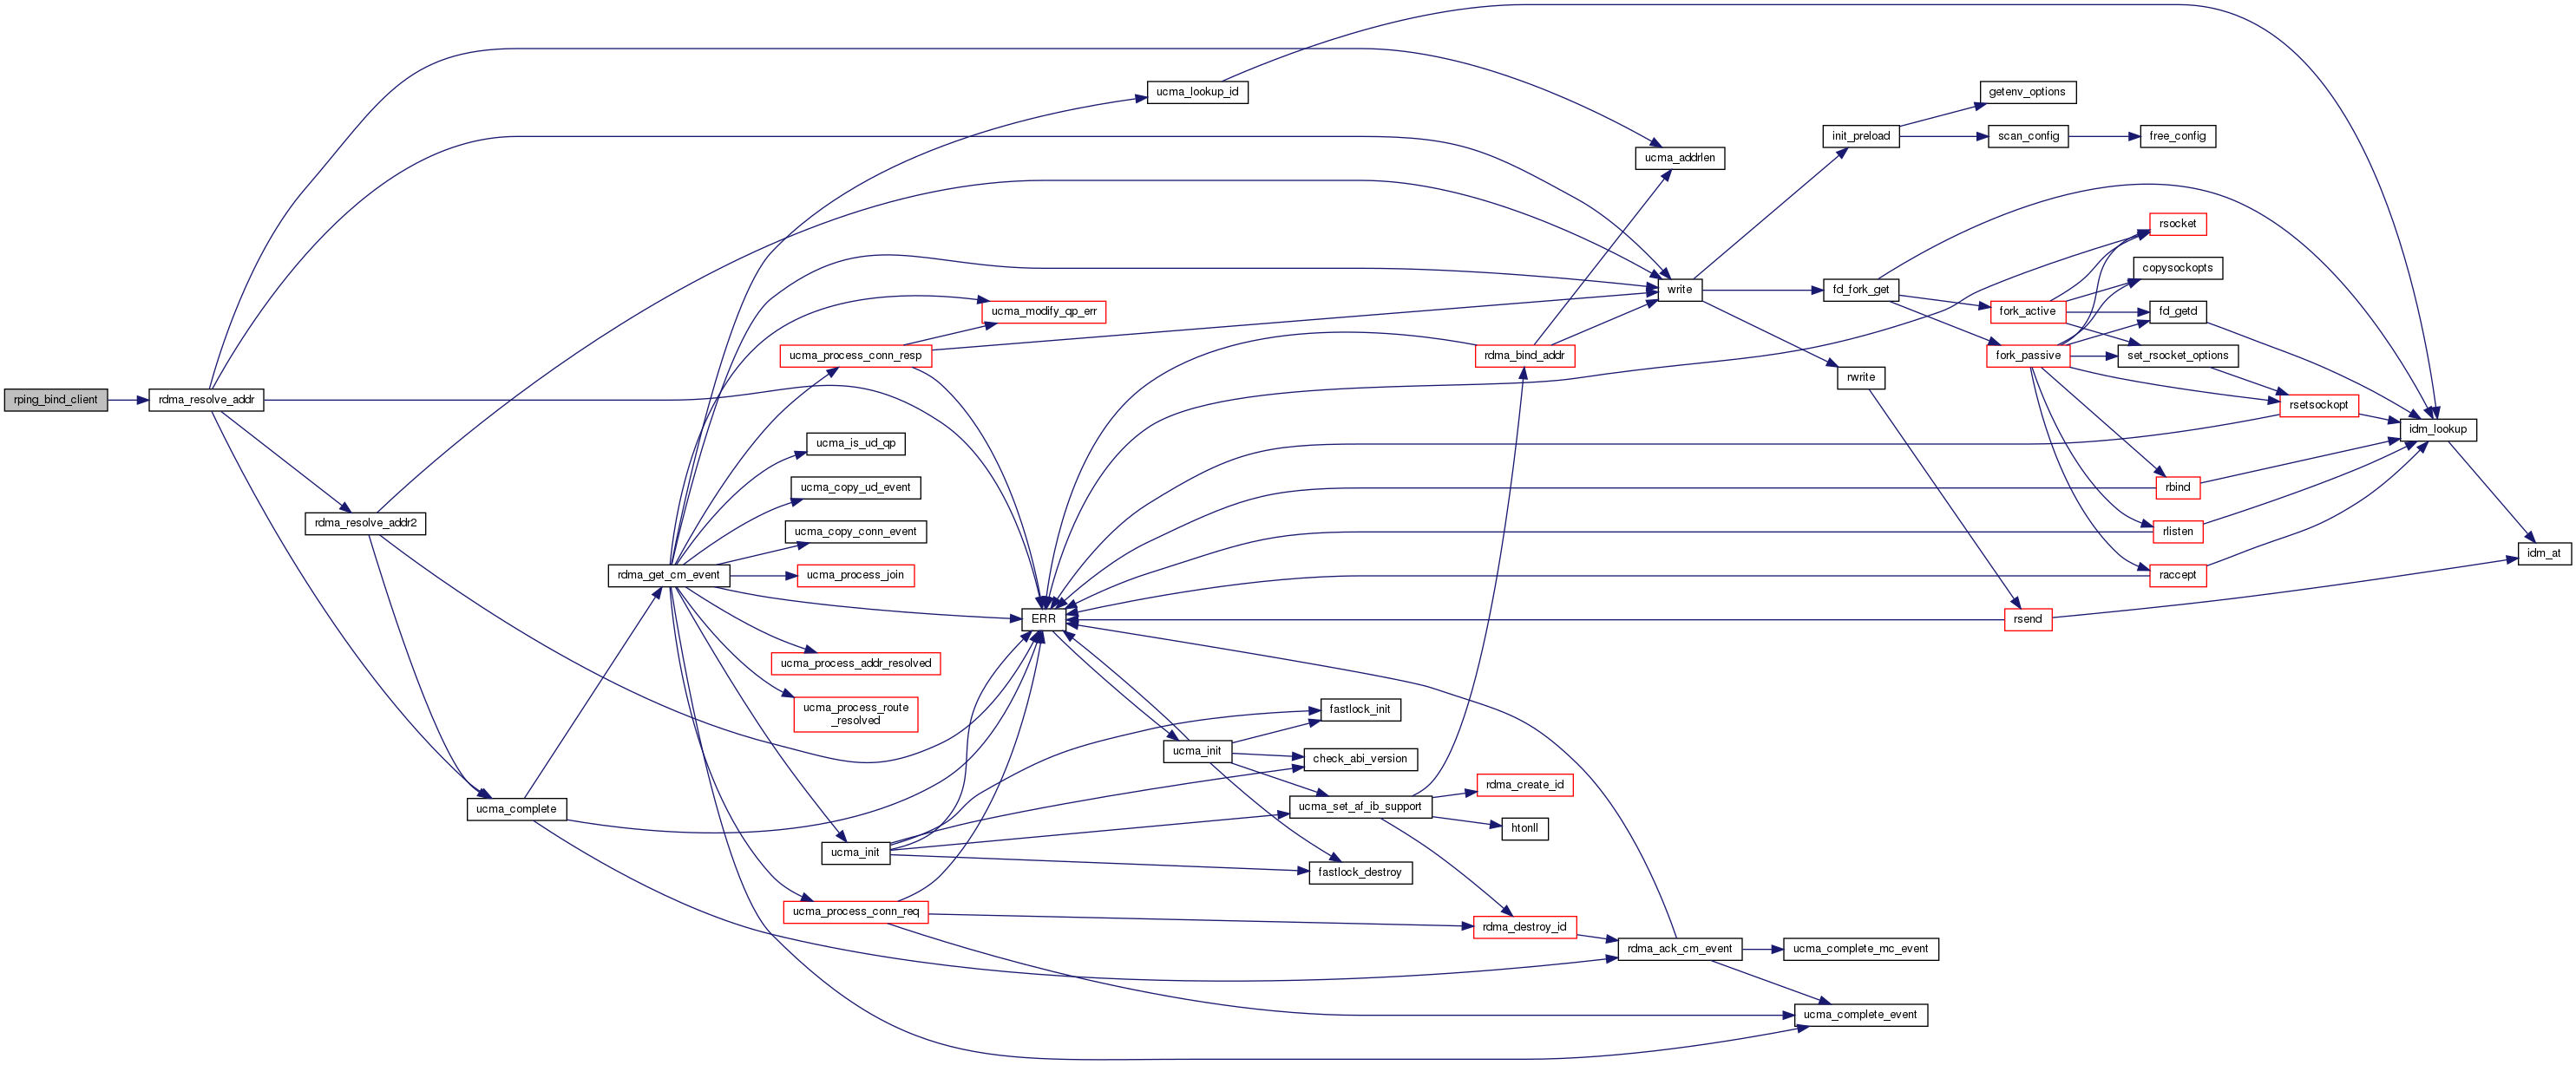 ucma_lookup_id
getenv_options
init_preload
scan_config
free_config
ucma_addrlen
rsocket
copysockopts
write
fd_fork_get
ucma_modify_qp_err
fork_active
fd_getd
ucma_process_conn_resp
rdma_bind_addr
fork_passive
set_rsocket_options
rwrite
rping_bind_client
rdma_resolve_addr
rsetsockopt
idm_lookup
ucma_is_ud_qp
ucma_copy_ud_event
rbind
rdma_resolve_addr2
ucma_copy_conn_event
rlisten
idm_at
rdma_get_cm_event
ucma_process_join
raccept
ERR
rsend
ucma_process_addr_resolved
ucma_process_route
_resolved
fastlock_init
ucma_init
check_abi_version
rdma_create_id
ucma_complete
ucma_set_af_ib_support
htonll
ucma_init
fastlock_destroy
ucma_process_conn_req
rdma_destroy_id
rdma_ack_cm_event
ucma_complete_mc_event
ucma_complete_event